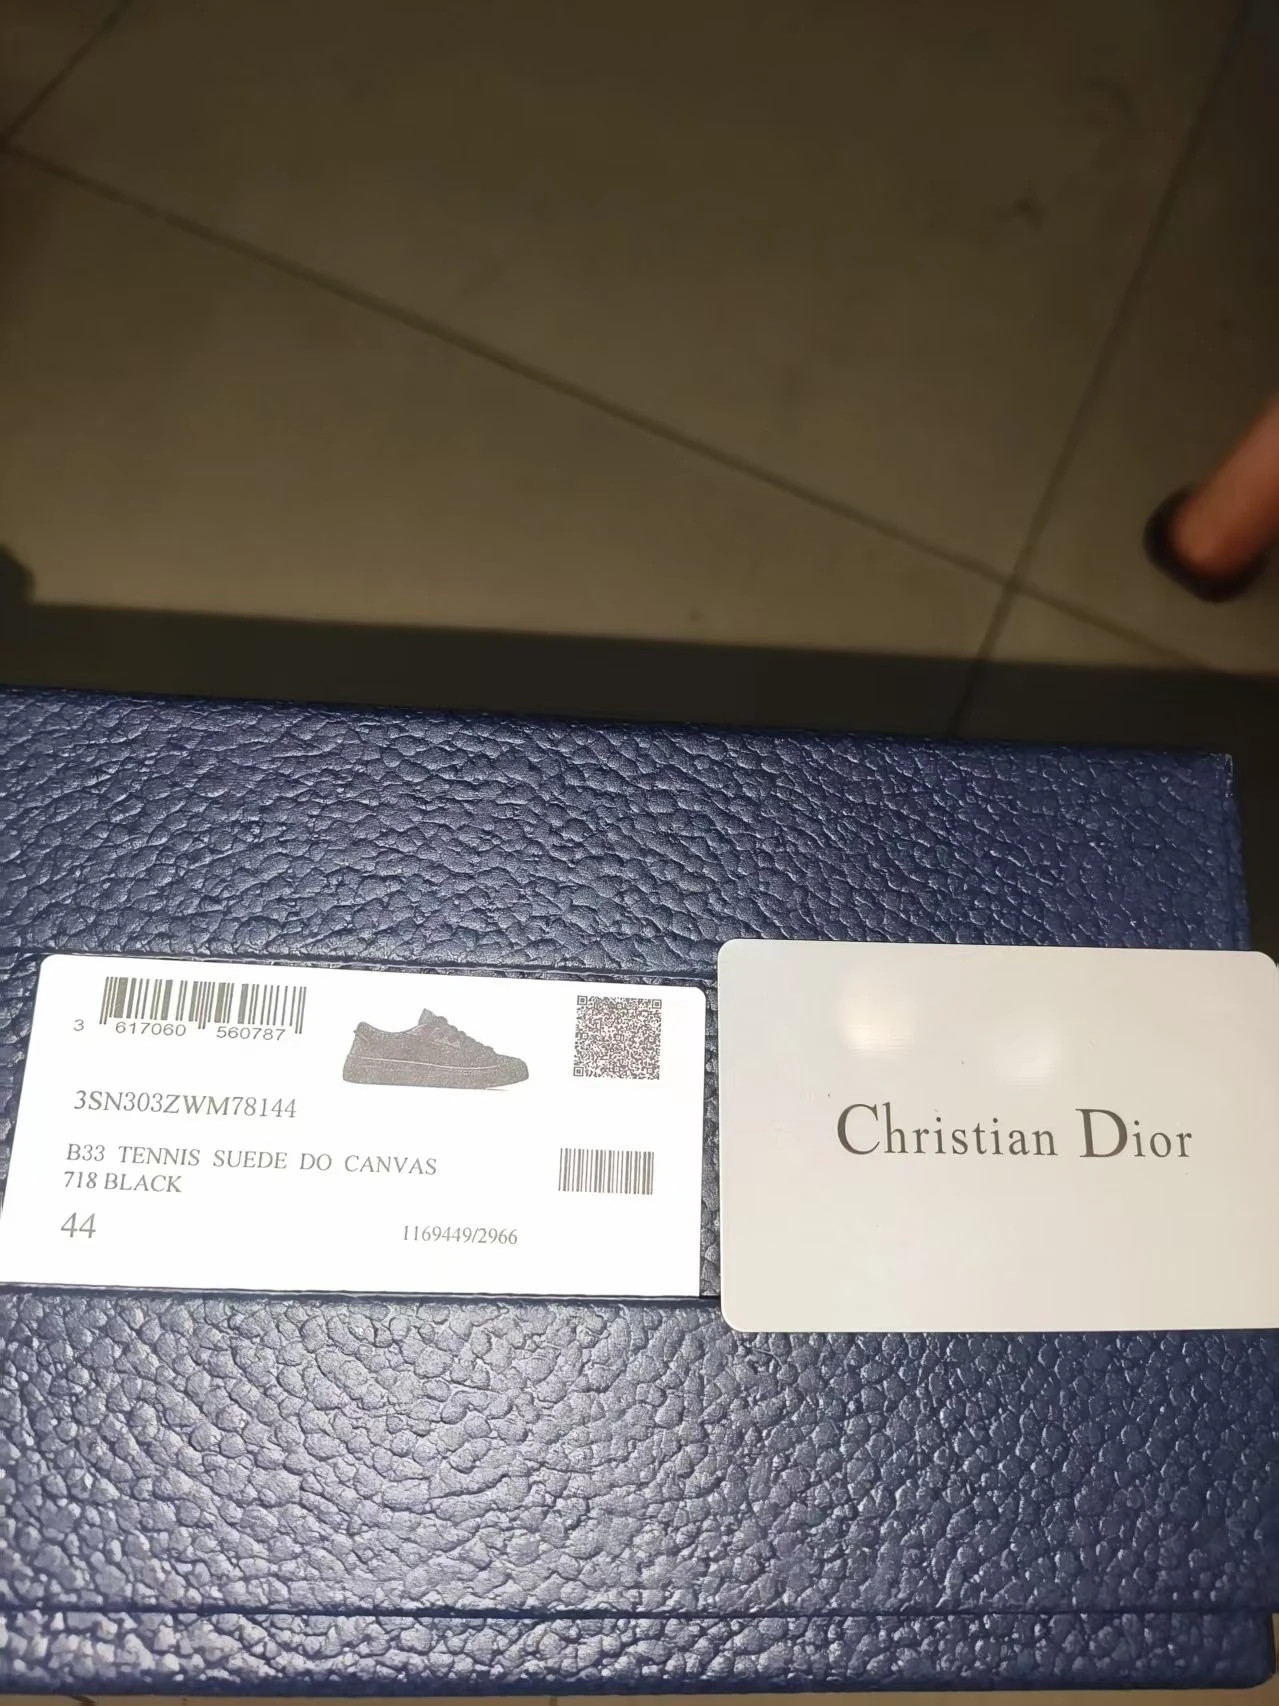 3 617060 560787
3SN303ZWM78144
B33 TENNIS SUEDE DO CANVAS
718 BLACK
44
1169449/2966
Christian Dior